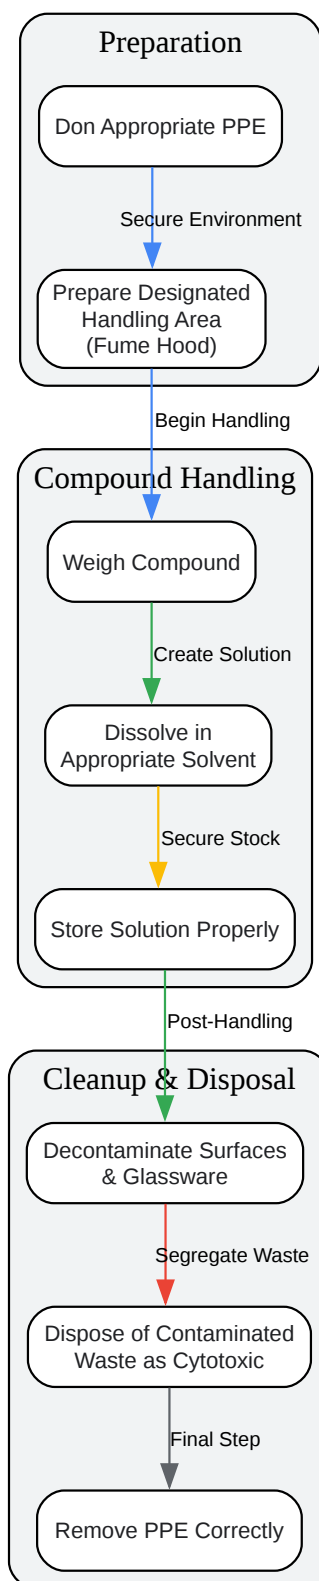 Preparation
Don Appropriate PPE
Secure Environment
Prepare Designated
Handling Area
(Fume Hood)
Begin Handling
Compound Handling
Weigh Compound
Create Solution
Dissolve in
Appropriate Solvent
Secure Stock
Store Solution Properly
Post-Handling
Cleanup & Disposal
Decontaminate Surfaces
& Glassware
Segregate Waste
Dispose of Contaminated
Waste as Cytotoxic
Final Step
Remove PPE Correctly